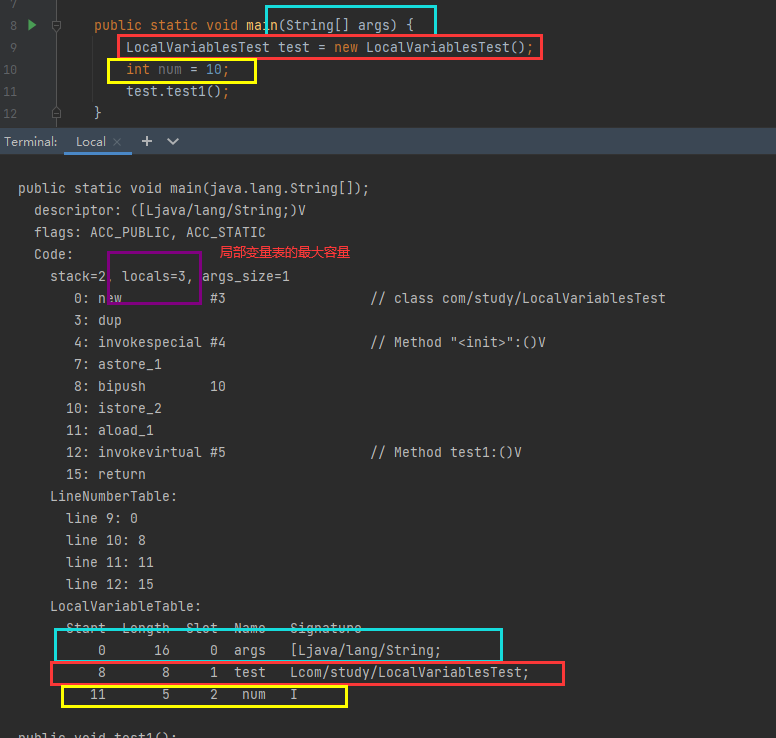 7
8 public static void main(String[] args) {
9 LocalVariablesTest test = new LocalVariablesTest();
10 int num = 10;
11 test.test1();
12 }
Terminal: Local × +
public static void main(java.lang.String[]);
descriptor: ([Ljava/lang/String;)V
flags: ACC_PUBLIC, ACC_STATIC
Code: 局部变量表的最大容量
stack=2, locals=3, args_size=1
0: new #3 // class com/study/LocalVariablesTest
3: dup
4: invokespecial #4 // Method "<init>":()V
7: astore_1
8: bipush 10
10: istore_2
11: aload_1
12: invokevirtual #5 // Method test1:()V
15: return
LineNumberTable:
line 9: 0
line 10: 8
line 11: 11
line 12: 15
LocalVariableTable:
Start Length Slot Name Signature
0 16 0 args [Ljava/lang/String;
8 8 1 test Lcom/study/LocalVariablesTest;
11 5 2 num I
public void test1();